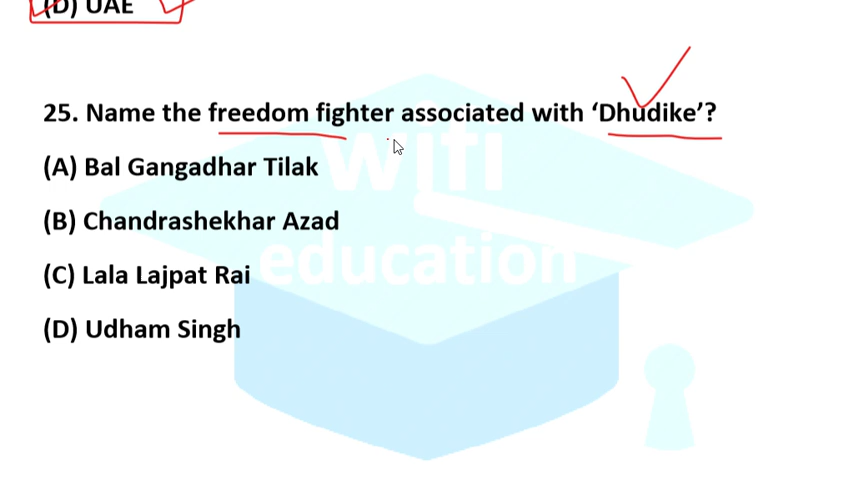 (D) UAE
25. Name the freedom fighter associated with ‘Dhudike’?
(A) Bal Gangadhar Tilak
(B) Chandrashekhar Azad
(C) Lala Lajpat Rai
(D) Udham Singh
witi
education